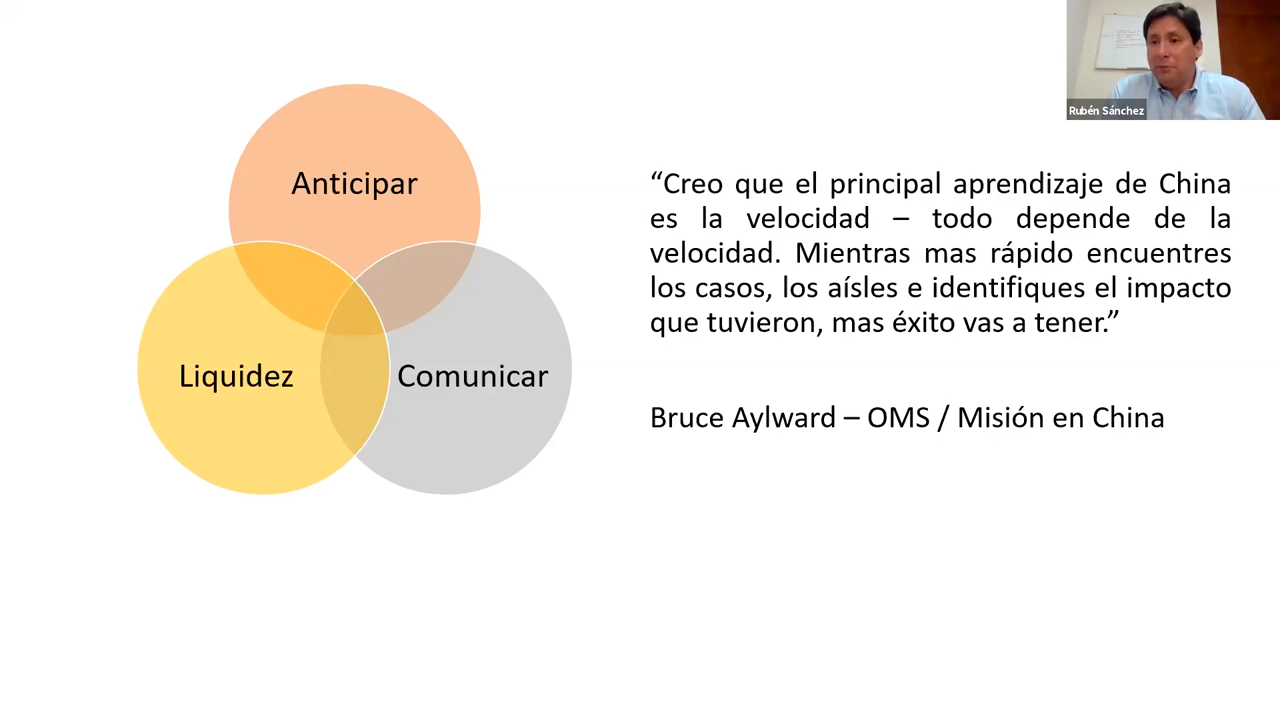 Rubén Sánchez
Anticipar
Liquidez
Comunicar
“Creo que el principal aprendizaje de China
es la velocidad – todo depende de la
velocidad. Mientras mas rápido encuentres
los casos, los aísles e identifiques el impacto
que tuvieron, mas éxito vas a tener.”
Bruce Aylward – OMS / Misión en China